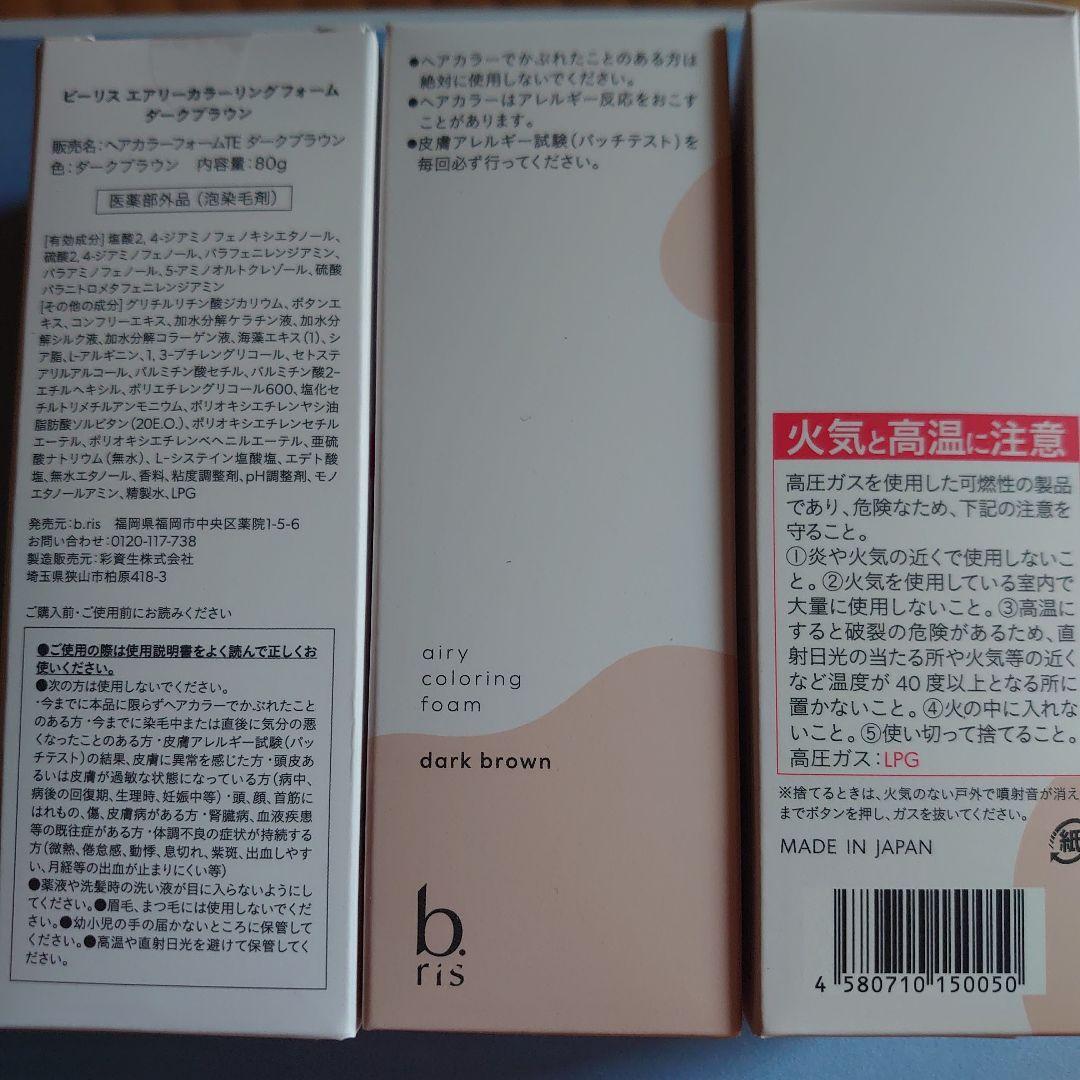 ビーリス エアリーカラーリングフォーム
ダークブラウン
販売名:ヘアカラーフォームTE ダークブラウン
色:ダークブラウン 内容量:80g
医薬部外品(泡染毛剤)
[有効成分]塩酸2, 4-ジアミノフェノキシエタノール、
硫酸2, 4-ジアミノフェノール、パラフェニレンジアミン、
パラアミノフェノール、5-アミノオルトクレゾール、硫酸
パラニトロメタフェニレンジアミン
[その他の成分]グリチルリチン酸ジカリウム、ボタンエ
キス、コンフリーエキス、加水分解ケラチン液、加水分
解シルク液、加水分解コラーゲン液、海藻エキス(1)、シ
ア脂、L-アルギニン、1, 3-ブチレングリコール、セトステ
アリルアルコール、パルミチン酸セチル、パルミチン酸2-
エチルヘキシル、ポリエチレングリコール600、塩化セ
チルトリメチルアンモニウム、ポリオキシエチレンヤシ油
脂肪酸ソルビタン(20E.O.)、ポリオキシエチレンセチル
エーテル、ポリオキシエチレンベヘニルエーテル、亜硫
酸ナトリウム(無水)、L-システイン塩酸塩、エデト酸
塩、無水エタノール、香料、粘度調整剤、pH調整剤、モノ
エタノールアミン、精製水、LPG
発売元:b.ris 福岡県福岡市中央区薬院1-5-6
お問い合わせ:0120-117-738
製造販売元:彩資生株式会社
埼玉県狭山市柏原418-3
ご購入前・ご使用前にお読みください
●ご使用の際は使用説明書をよく読んで正しくお
使いください。
●次の方は使用しないでください。
・今までに本品に限らずヘアカラーでかぶれたこと
のある方・今までに染毛中または直後に気分の悪
くなったことのある方・皮膚アレルギー試験(パッ
チテスト)の結果、皮膚に異常を感じた方・頭皮あ
るいは皮膚が過敏な状態になっている方(病中、
病後の回復期、生理時、妊娠中等)・頭、顔、首筋に
はれもの、傷、皮膚病がある方・腎臓病、血液疾患
等の既往症がある方・体調不良の症状が持続する
方(微熱、倦怠感、動悸、息切れ、紫斑、出血しやす
い、月経等の出血が止まりにくい等)
●薬液や洗髪時の洗い液が目に入らないようにし
てください。●眉毛、まつ毛には使用しないでくだ
さい。●幼小児の手の届かないところに保管して
ください。●高温や直射日光を避けて保管してく
ださい。
●ヘアカラーでかぶれたことのある方は
絶対に使用しないでください。
●ヘアカラーはアレルギー反応をおこす
ことがあります。
●皮膚アレルギー試験(パッチテスト)を
毎回必ず行ってください。
airy
coloring
foam
dark brown
b.
ris
火気と高温に注意
高圧ガスを使用した可燃性の製品
であり、危険なため、下記の注意を
守ること。
①炎や火気の近くで使用しないこ
と。②火気を使用している室内で
大量に使用しないこと。③高温に
すると破裂の危険があるため、直
射日光の当たる所や火気等の近く
など温度が 40 度以上となる所に
置かないこと。④火の中に入れな
いこと。⑤使い切って捨てること。
高圧ガス:LPG
※捨てるときは、火気のない戸外で噴射音が消え
までボタンを押し、ガスを抜いてください。
MADE IN JAPAN
紙
4 580710 150050